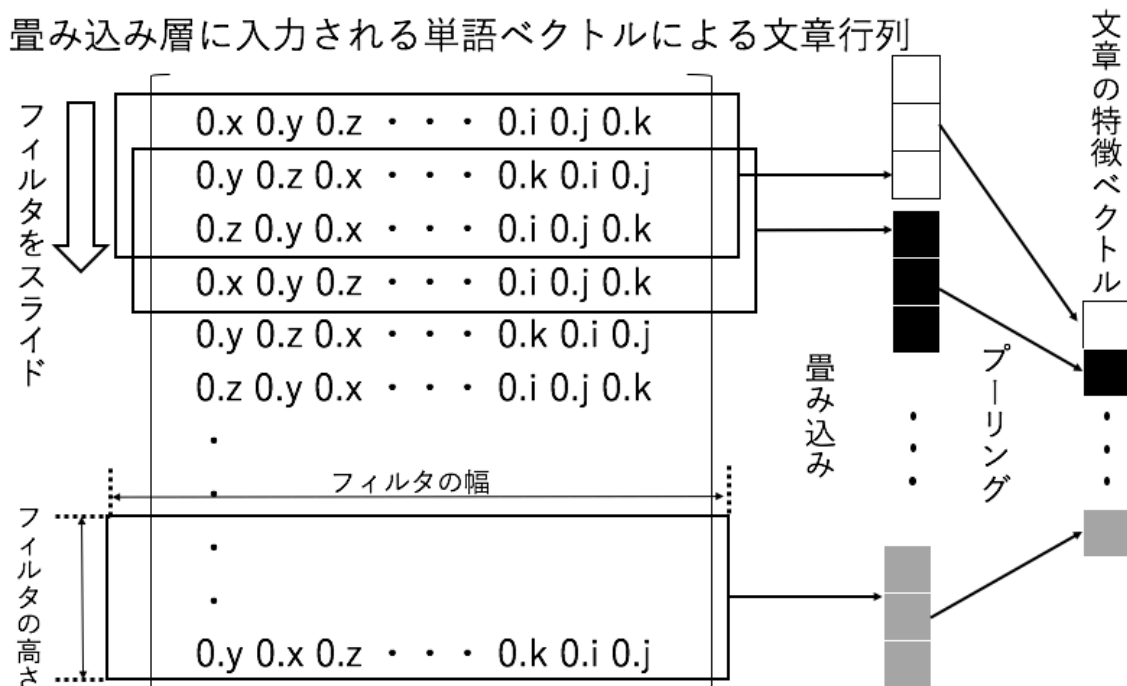 畳み込み層に入力される単語ベクトルによる文章行列
フィルタをスライド
0.x 0.y 0.z ・ ・ ・ 0.i 0.j 0.k
0.y 0.z 0.x ・ ・ ・ 0.k 0.i 0.j
0.z 0.y 0.x ・ ・ ・ 0.i 0.j 0.k
0.x 0.y 0.z ・ ・ ・ 0.i 0.j 0.k
0.y 0.z 0.x ・ ・ ・ 0.k 0.i 0.j
0.z 0.y 0.x ・ ・ ・ 0.i 0.j 0.k
・
・
・
・
フィルタの幅
フィルタの高さ
0.y 0.x 0.z ・ ・ ・ 0.k 0.i 0.j
畳み込み
・・・
プーリング
文章の特徴ベクトル
・・・